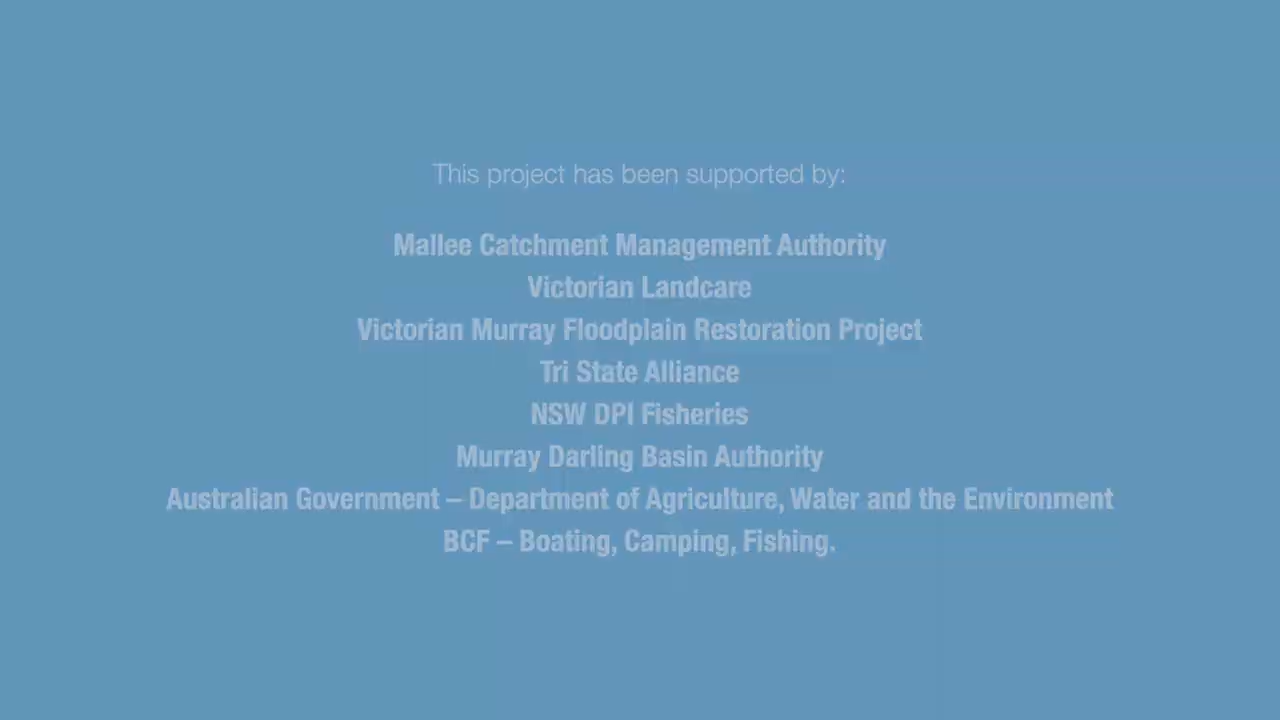 This project has been supported by:
Mallee Catchment Management Authority
Victorian Landcare
Victorian Murray Floodplain Restoration Project
Tri State Alliance
NSW DPI Fisheries
Murray Darling Basin Authority
Australian Government – Department of Agriculture, Water and the Environment
BCF – Boating, Camping, Fishing.